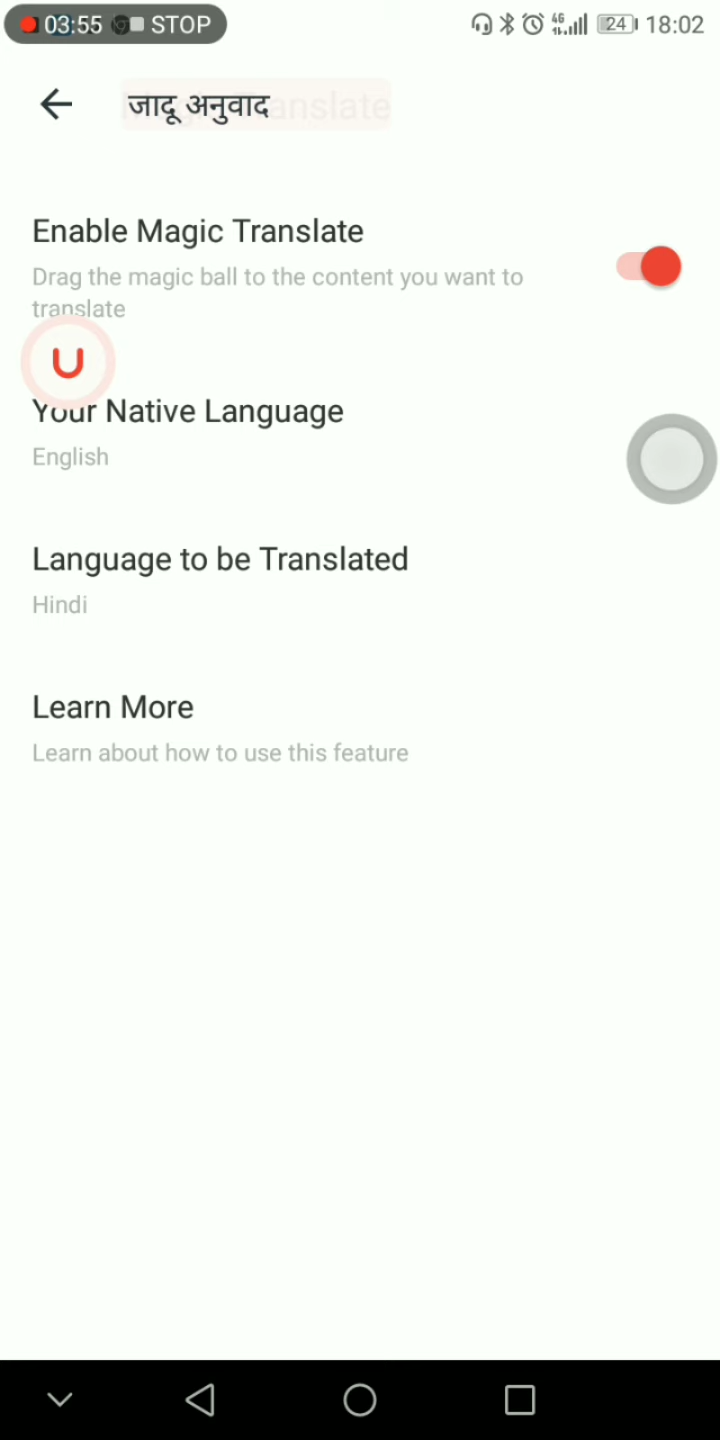 03:55 STOP 4G 24 18:02
जादू अनुवाद
Enable Magic Translate
Drag the magic ball to the content you want to
translate
Your Native Language
English
Language to be Translated
Hindi
Learn More
Learn about how to use this feature